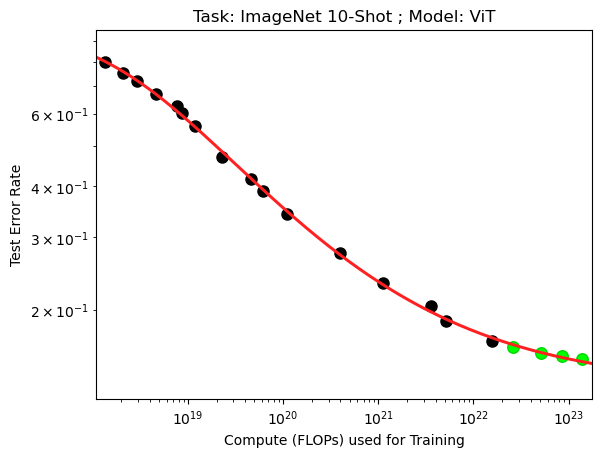 Task: ImageNet 10-Shot ; Model: ViT
6 × 10⁻¹
4 × 10⁻¹
3 × 10⁻¹
2 × 10⁻¹
Test Error Rate
10¹⁹ 10²⁰ 10²¹ 10²² 10²³
Compute (FLOPs) used for Training